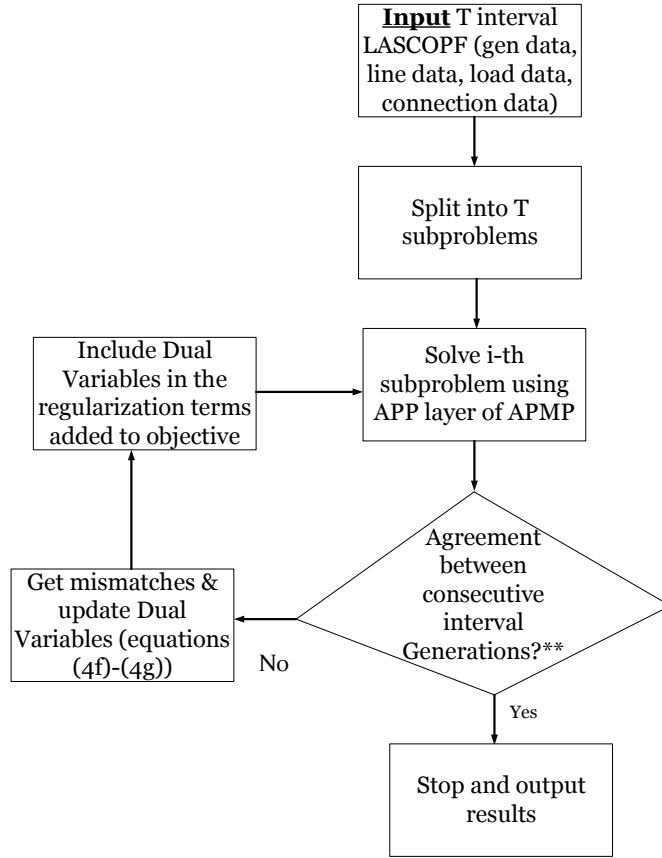 Input T interval
LASCOPF (gen data,
line data, load data,
connection data)
Split into T
subproblems
Solve i-th
subproblem using
APP layer of APMP
Include Dual
Variables in the
regularization terms
added to objective
Agreement
between
consecutive
interval
Generations?**
Get mismatches &
update Dual
Variables (equations
(4f)-(4g))
No
Yes
Stop and output
results